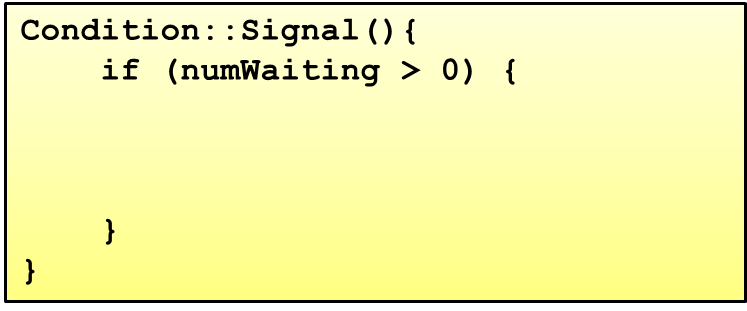 Condition::Signal(){
    if (numWaiting > 0) {
    }
}